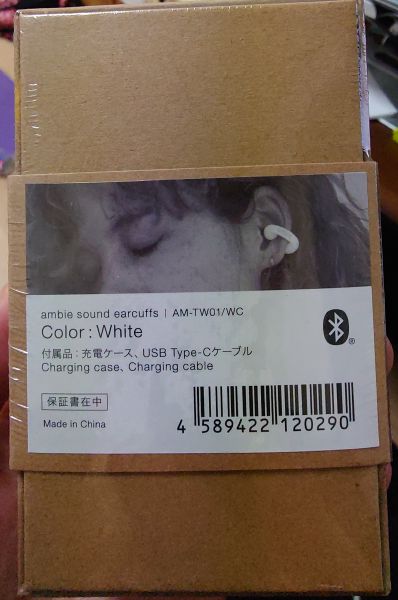 ambie sound earcuffs | AM-TW01/WC
Color : White
付属品：充電ケース、USB Type-Cケーブル
Charging case、Charging cable
保証書在中
Made in China
4 589422 120290
®